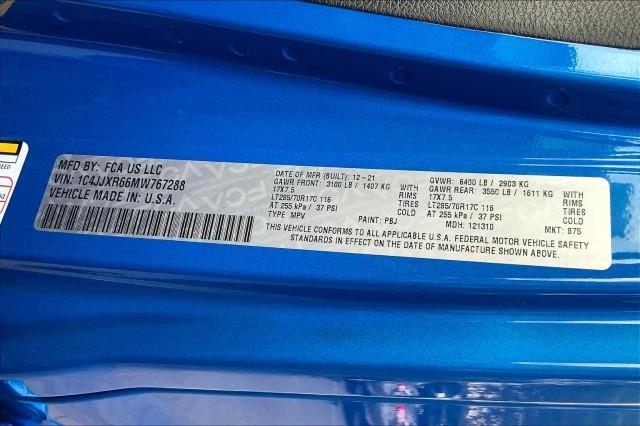 MFD BY: FCA US LLC
VIN: 1C4JJXR66MW767288
VEHICLE MADE IN: U.S.A.
DATE OF MFR (BUILT): 12-21
GAWR FRONT: 3100 LB / 1407 KG
17X7.5 RIMS
LT285/70R17C 116 TIRES
AT 255 kPa / 37 PSI COLD
TYPE: MPV PAINT: PBJ
GVWR: 6400 LB / 2903 KG
GAWR REAR: 3550 LB / 1611 KG
17X7.5 RIMS
LT285/70R17C 116 TIRES
AT 255 kPa / 37 PSI COLD
MDH: 121310 MKT: 875
THIS VEHICLE CONFORMS TO ALL APPLICABLE U.S.A. FEDERAL MOTOR VEHICLE SAFETY
STANDARDS IN EFFECT ON THE DATE OF MANUFACTURE SHOWN ABOVE.